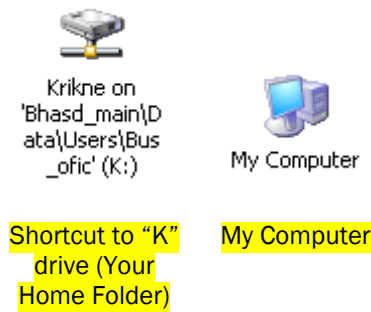 Krikne on
'Bhasd_main\D
ata\Users\Bus
_ofic' (K:)
My Computer
Shortcut to “K”
drive (Your
Home Folder)
My Computer